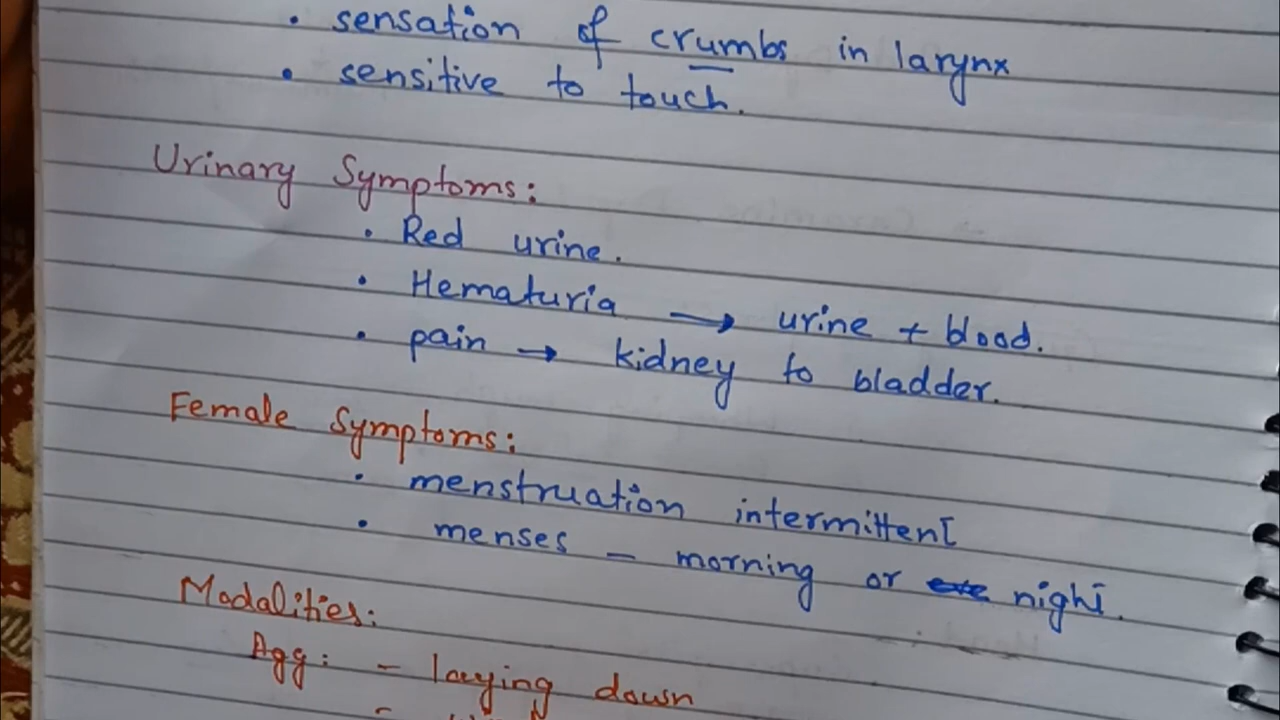 • sensation of crumbs in larynx
• sensitive to touch.
Urinary Symptoms:
• Red urine.
• Hematuria → urine + blood.
• pain → kidney to bladder.
Female Symptoms:
• menstruation intermittent
• menses – morning or night.
Modalities:
Agg: – laying down